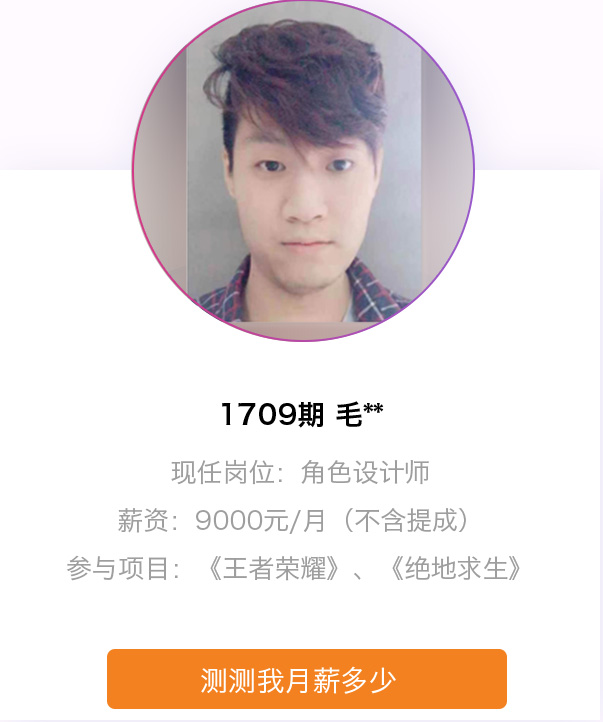 1709期 毛**
现任岗位：角色设计师
薪资：9000元/月（不含提成）
参与项目：《王者荣耀》、《绝地求生》
测测我月薪多少